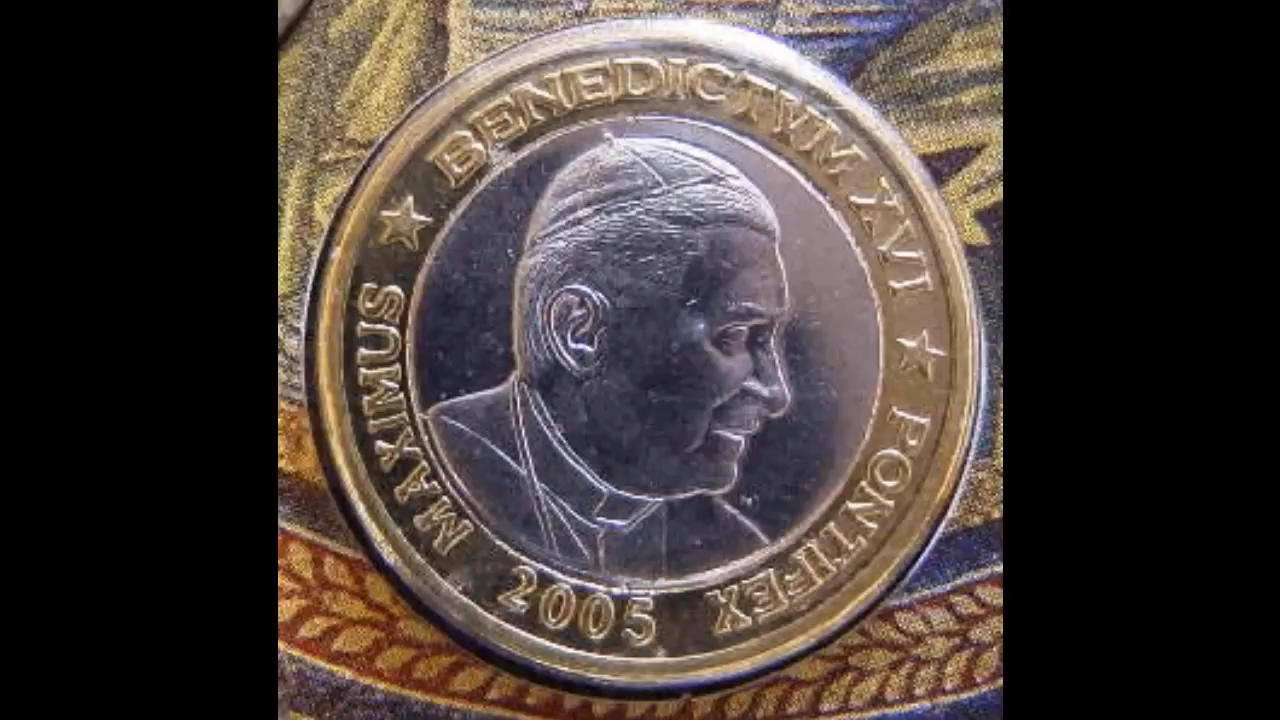 ★ BENEDICTVM XVI ★ PONTIFEX
2005
MAXIMUS